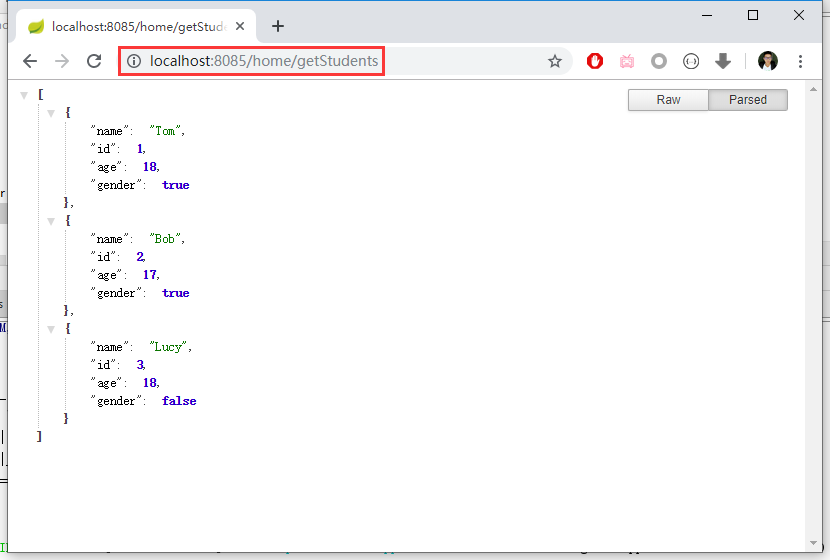 localhost:8085/home/getStude
localhost:8085/home/getStudents
Raw
Parsed
[
{
"name": "Tom",
"id": 1,
"age": 18,
"gender": true
},
{
"name": "Bob",
"id": 2,
"age": 17,
"gender": true
},
{
"name": "Lucy",
"id": 3,
"age": 18,
"gender": false
}
]